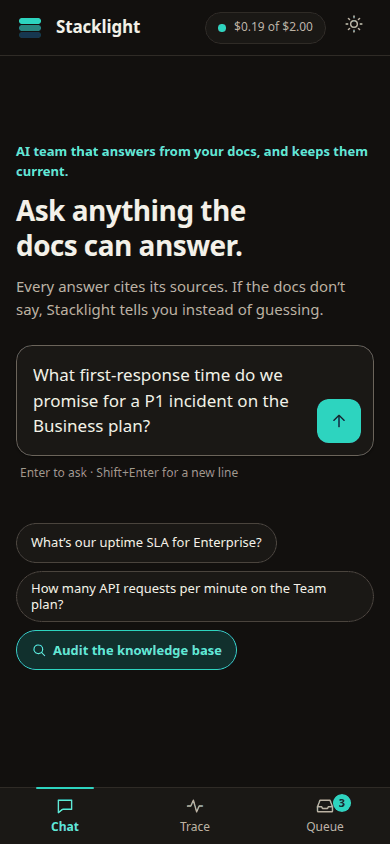 Stacklight
$0.19 of $2.00
AI team that answers from your docs, and keeps them
current.
Ask anything the
docs can answer.
Every answer cites its sources. If the docs don’t
say, Stacklight tells you instead of guessing.
What first-response time do we
promise for a P1 incident on the
Business plan?
Enter to ask · Shift+Enter for a new line
What’s our uptime SLA for Enterprise?
How many API requests per minute on the Team
plan?
Audit the knowledge base
3
Chat
Trace
Queue